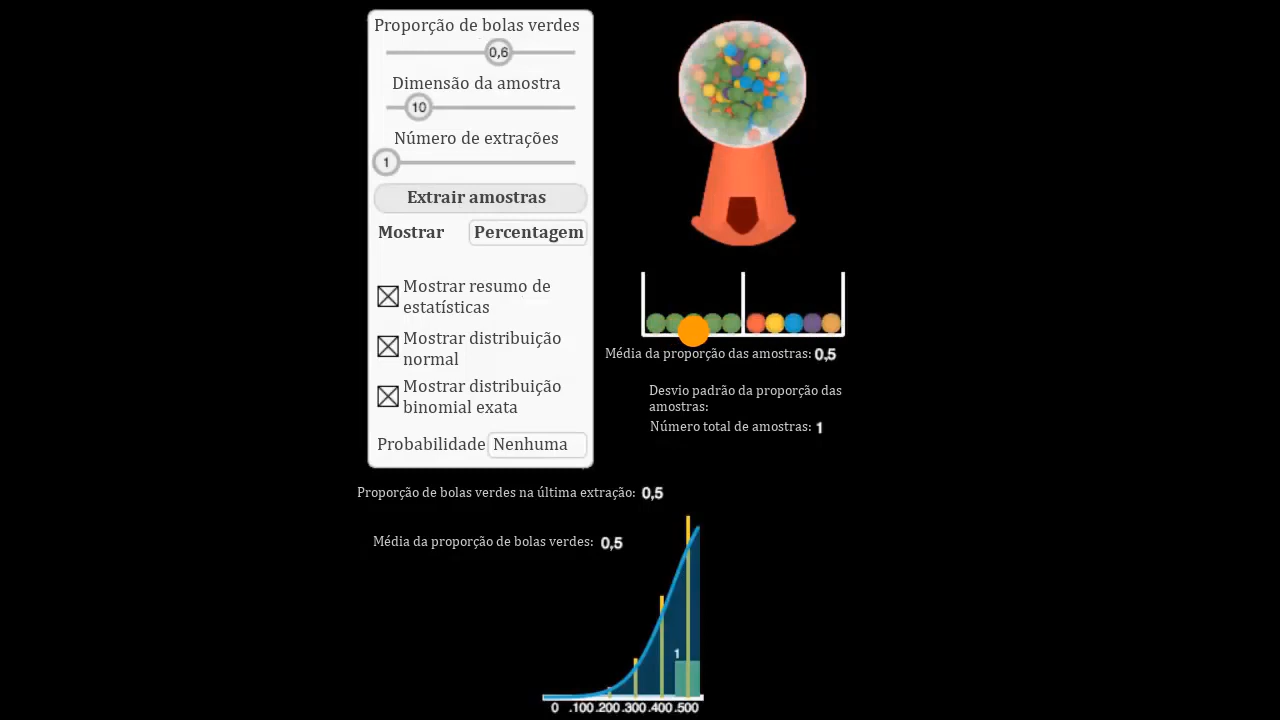 Proporção de bolas verdes
0,6
Dimensão da amostra
10
Número de extrações
1
Extrair amostras
Mostrar Percentagem
Mostrar resumo de
estatísticas
Mostrar distribuição
normal
Mostrar distribuição
binomial exata
Probabilidade Nenhuma
Média da proporção das amostras: 0,5
Desvio padrão da proporção das
amostras:
Número total de amostras: 1
Proporção de bolas verdes na última extração: 0,5
Média da proporção de bolas verdes: 0,5
1
0 .100 .200 .300 .400 .500